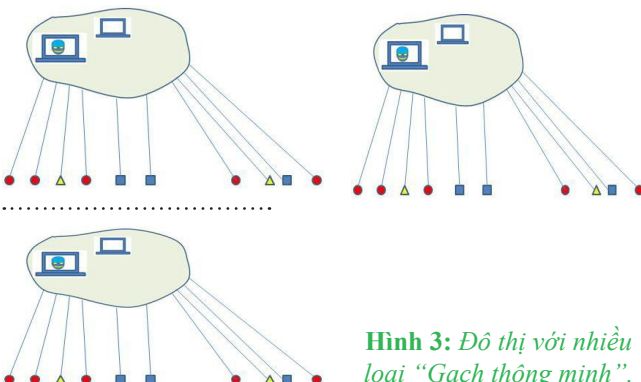 Hình 3: Đô thị với nhiều
loại “Gạch thông minh”.